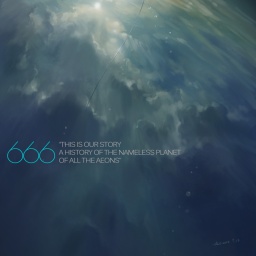 666
"THIS IS OUR STORY
A HISTORY OF THE NAMELESS PLANET
OF ALL THE AEONS"